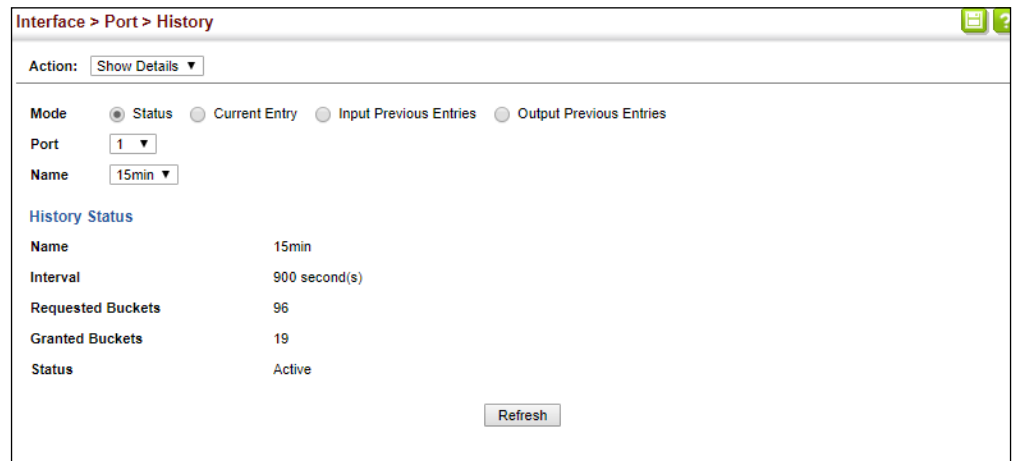 Interface > Port > History
?
Action: Show Details
Mode Status Current Entry Input Previous Entries Output Previous Entries
Port 1
Name 15min
History Status
Name 15min
Interval 900 second(s)
Requested Buckets 96
Granted Buckets 19
Status Active
Refresh